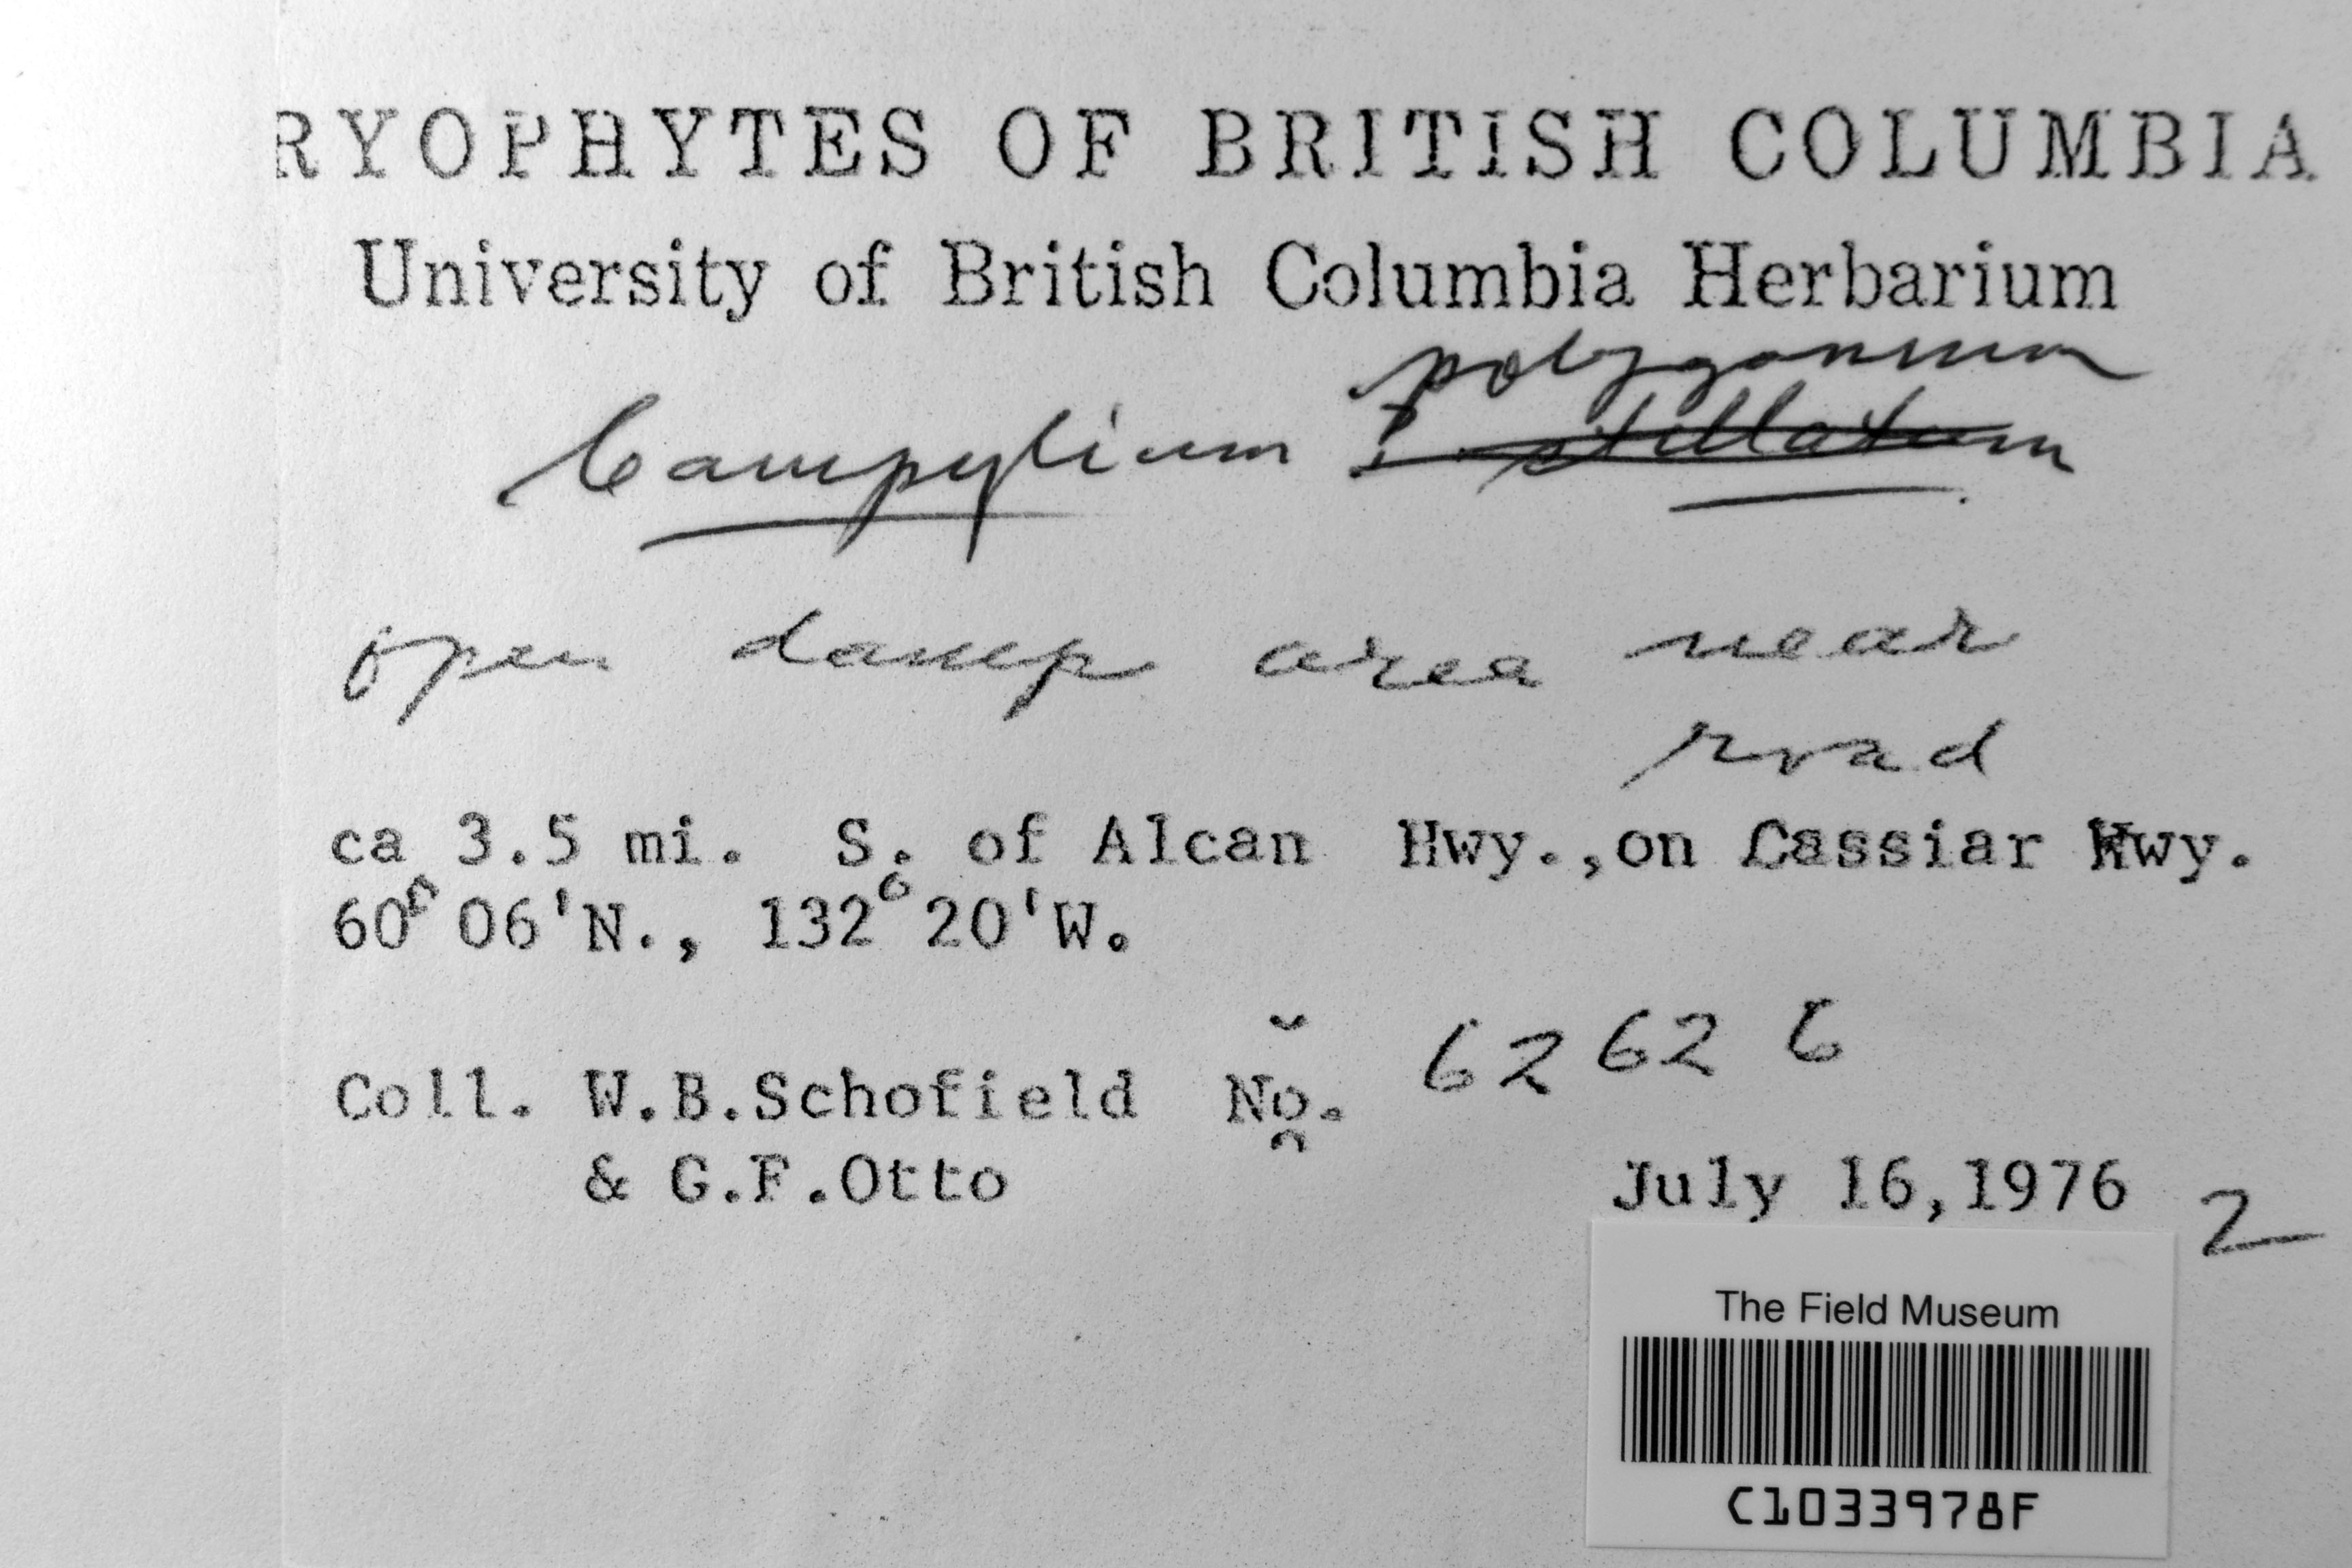 RYOPHYTES OF BRITISH COLUMBIA
University of British Columbia Herbarium
polygamum
Campylium stellatum
open damp area near
road
ca 3.5 mi. S. of Alcan Hwy.,on Cassiar Hwy.
60° 06'N., 132° 20'W.
Coll. W.B.Schofield No. 62626
& G.F.Otto
July 16,1976 2
The Field Museum
C1033978F